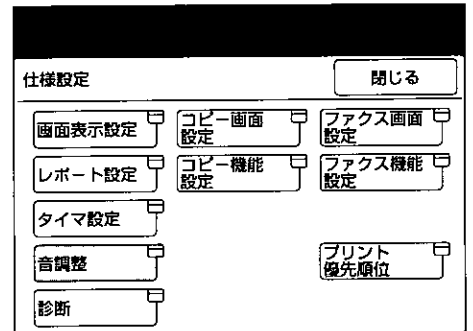 仕様設定
閉じる
画面表示設定
コピー画面
設定
ファクス画面
設定
レポート設定
コピー機能
設定
ファクス機能
設定
タイマ設定
音調整
プリント
優先順位
診断